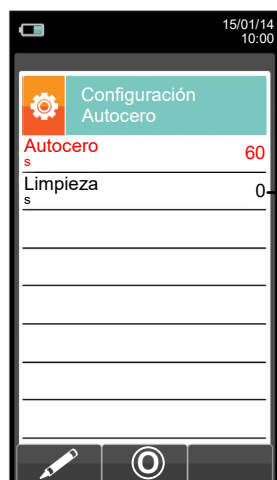 15/01/14
10:00
Configuración
Autocero
Autocero 60
s
Limpieza 0
s